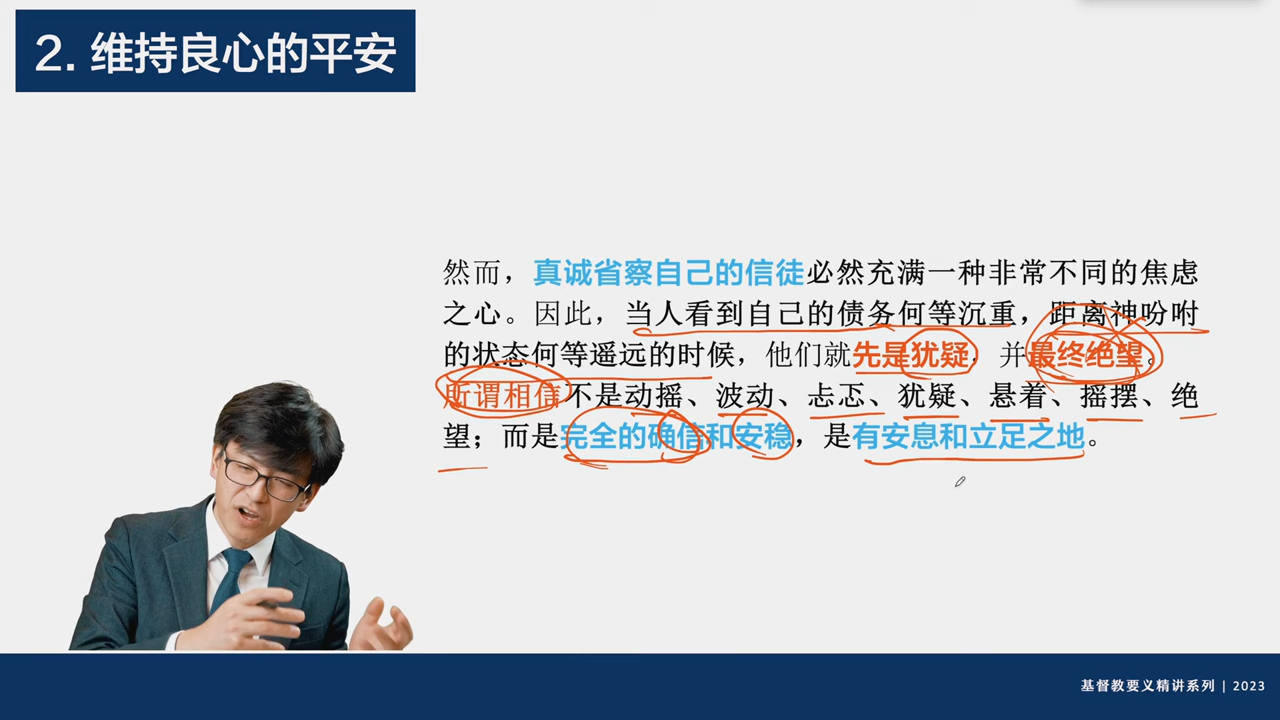 2. 维持良心的平安
然而，真诚省察自己的信徒必然充满一种非常不同的焦虑
之心。因此，当人看到自己的债务何等沉重，距离神吩咐
的状态何等遥远的时候，他们就先是犹疑，并最终绝望。
所谓相信不是动摇、波动、忐忑、犹疑、悬着、摇摆、绝
望；而是完全的确信和安稳，是有安息和立足之地。
基督教要义精讲系列 | 2023